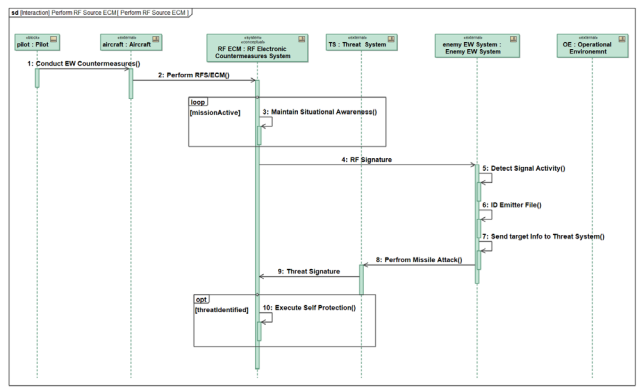 sd [Interaction] Perform RF Source ECM[ Perform RF Source ECM ]
«block»
pilot : Pilot
«external»
aircraft : Aircraft
«system»
«conceptual»
RF ECM : RF Electronic
Countermeasures System
«external»
TS : Threat System
«external»
enemy EW System :
Enemy EW System
«external»
OE : Operational
Environemnt
1: Conduct EW Countermeasures()
2: Perform RFS/ECM()
loop
[missionActive]
3: Maintain Situational Awareness()
4: RF Signature
5: Detect Signal Activity()
6: ID Emitter File()
7: Send target Info to Threat System()
8: Perfrom Missile Attack()
9: Threat Signature
opt
[threatIdentified]
10: Execute Self Protection()